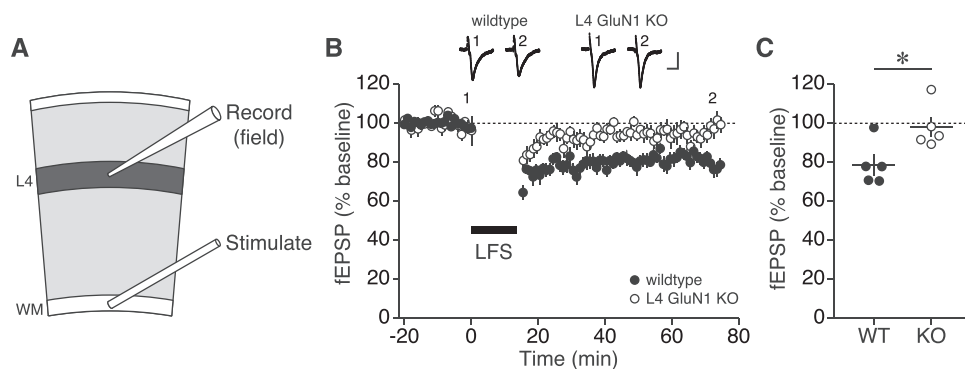 A
Record
(field)
L4
Stimulate
WM
B
wildtype
L4 GluN1 KO
1
2
1
2
120
100
80
60
40
20
0
fEPSP (% baseline)
1
2
LFS
wildtype
L4 GluN1 KO
-20
0
20
40
60
80
Time (min)
C
*
120
100
80
60
40
20
0
fEPSP (% baseline)
WT
KO